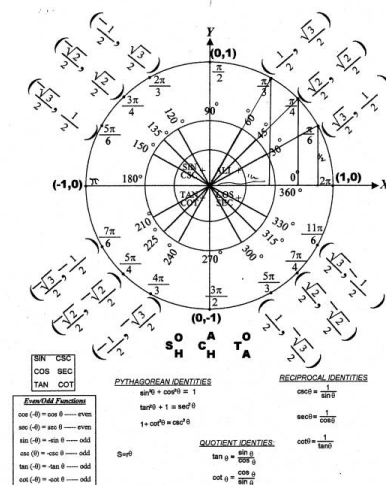 Y
(0,1)
(-1/2, √3/2)
(1/2, √3/2)
(-√2/2, √2/2)
(√2/2, √2/2)
(-√3/2, 1/2)
(√3/2, 1/2)
2π/3
π/2
π/3
3π/4
π/4
5π/6
π/6
120°
90°
60°
135°
45°
150°
30°
SIN +
CSC
ALL +
(-1,0)
π
180°
0°
360°
2π
(1,0)
X
TAN +
COT
COS +
SEC
210°
330°
225°
315°
240°
270°
300°
7π/6
11π/6
5π/4
7π/4
4π/3
3π/2
5π/3
(-√3/2, -1/2)
(√3/2, -1/2)
(-√2/2, -√2/2)
(√2/2, -√2/2)
(-1/2, -√3/2)
(1/2, -√3/2)
(0,-1)
S O H
C A H
T O A
SIN CSC
COS SEC
TAN COT
Even/Odd Functions
cos (-θ) = cos θ ----- even
sec (-θ) = sec θ ----- even
sin (-θ) = -sin θ ----- odd
csc (θ) = -csc θ ----- odd
tan (-θ) = -tan θ ----- odd
cot (-θ) = -cot θ ----- odd
PYTHAGOREAN IDENTITIES
sin²θ + cos²θ = 1
tan²θ + 1 = sec²θ
1+cot²θ = csc²θ
S=rθ
QUOTIENT IDENTIES:
tan θ = sin θ / cos θ
cot θ = cos θ / sin θ
RECIPROCAL IDENTITIES
cscθ = 1/sinθ
secθ = 1/cosθ
cotθ = 1/tanθ